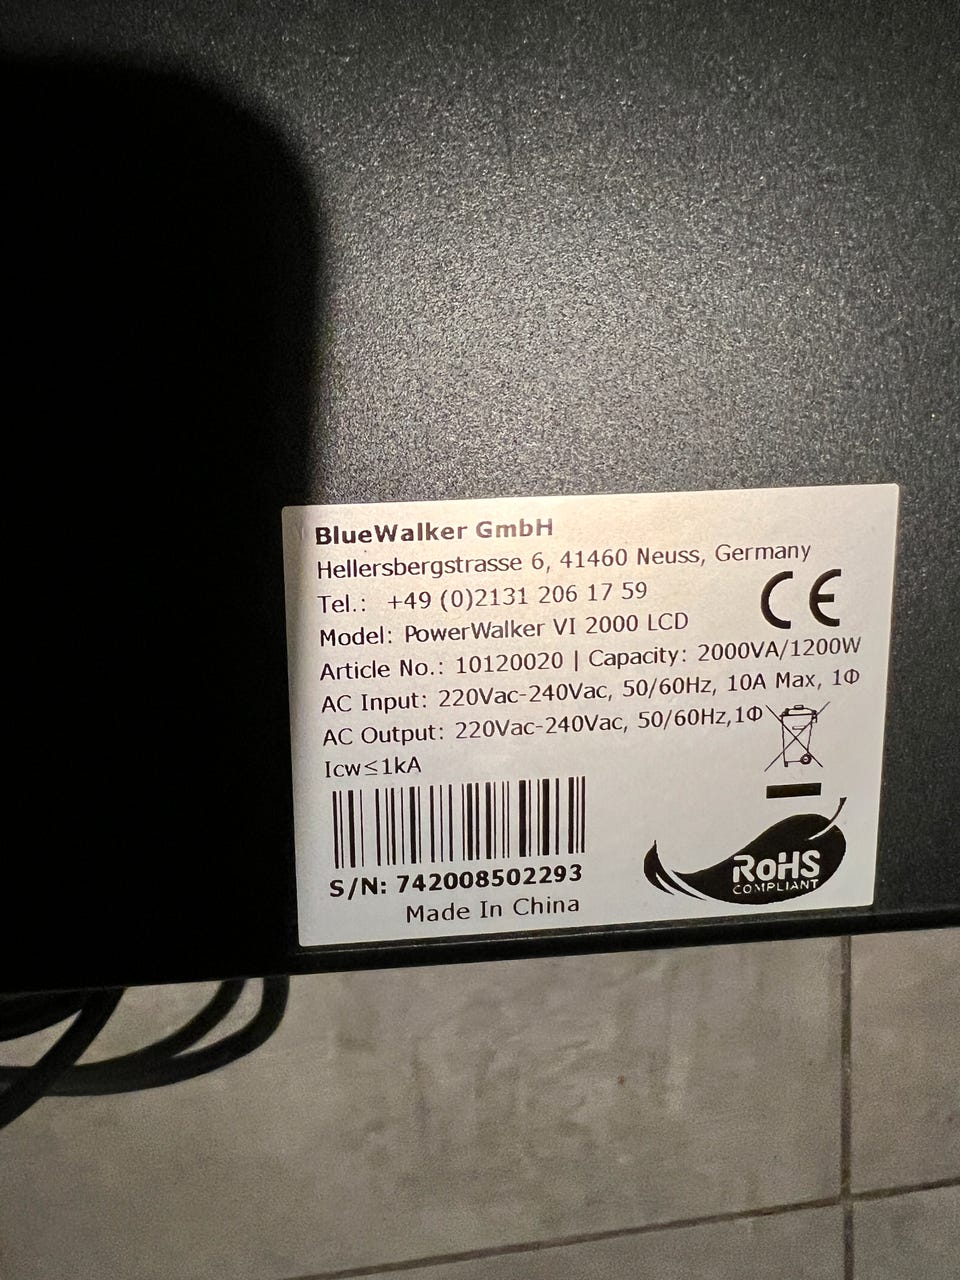 BlueWalker GmbH
Hellersbergstrasse 6, 41460 Neuss, Germany
Tel.: +49 (0)2131 206 17 59
CE
Model: PowerWalker VI 2000 LCD
Article No.: 10120020 | Capacity: 2000VA/1200W
AC Input: 220Vac-240Vac, 50/60Hz, 10A Max, 1Φ
AC Output: 220Vac-240Vac, 50/60Hz,1Φ
Icw≤1kA
S/N: 742008502293
Made In China
RoHS
COMPLIANT